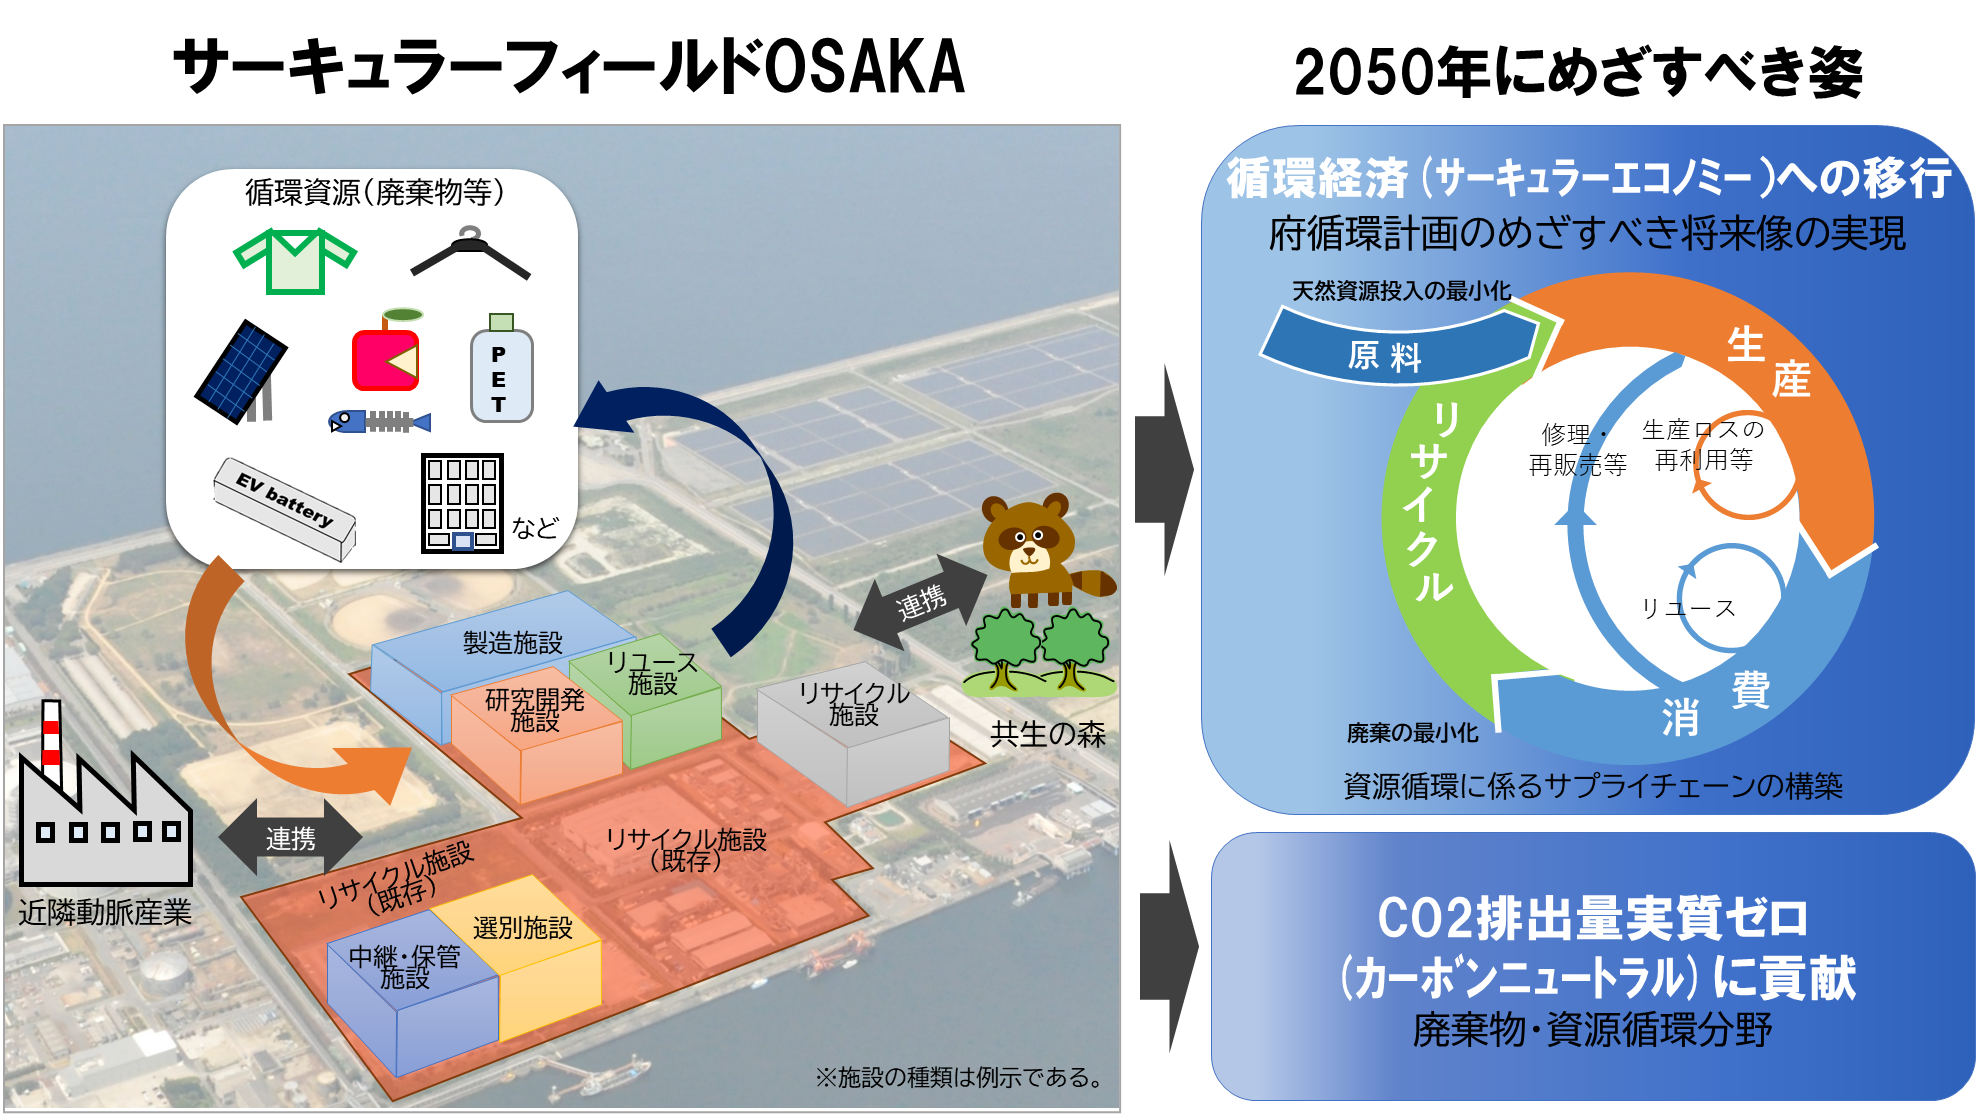 サーキュラーフィールドOSAKA
循環資源(廃棄物等)
P
E
T
EV battery
など
連携
製造施設
リユース
施設
研究開発
施設
リサイクル
施設
共生の森
連携
近隣動脈産業
リサイクル施設
(既存)
リサイクル施設
(既存)
選別施設
中継・保管
施設
※施設の種類は例示である。
2050年にめざすべき姿
循環経済(サーキュラーエコノミー)への移行
府循環計画のめざすべき将来像の実現
天然資源投入の最小化
原料
生産
リサイクル
修理・
再販売等
生産ロスの
再利用等
リユース
消費
廃棄の最小化
資源循環に係るサプライチェーンの構築
CO2排出量実質ゼロ
(カーボンニュートラル)に貢献
廃棄物・資源循環分野